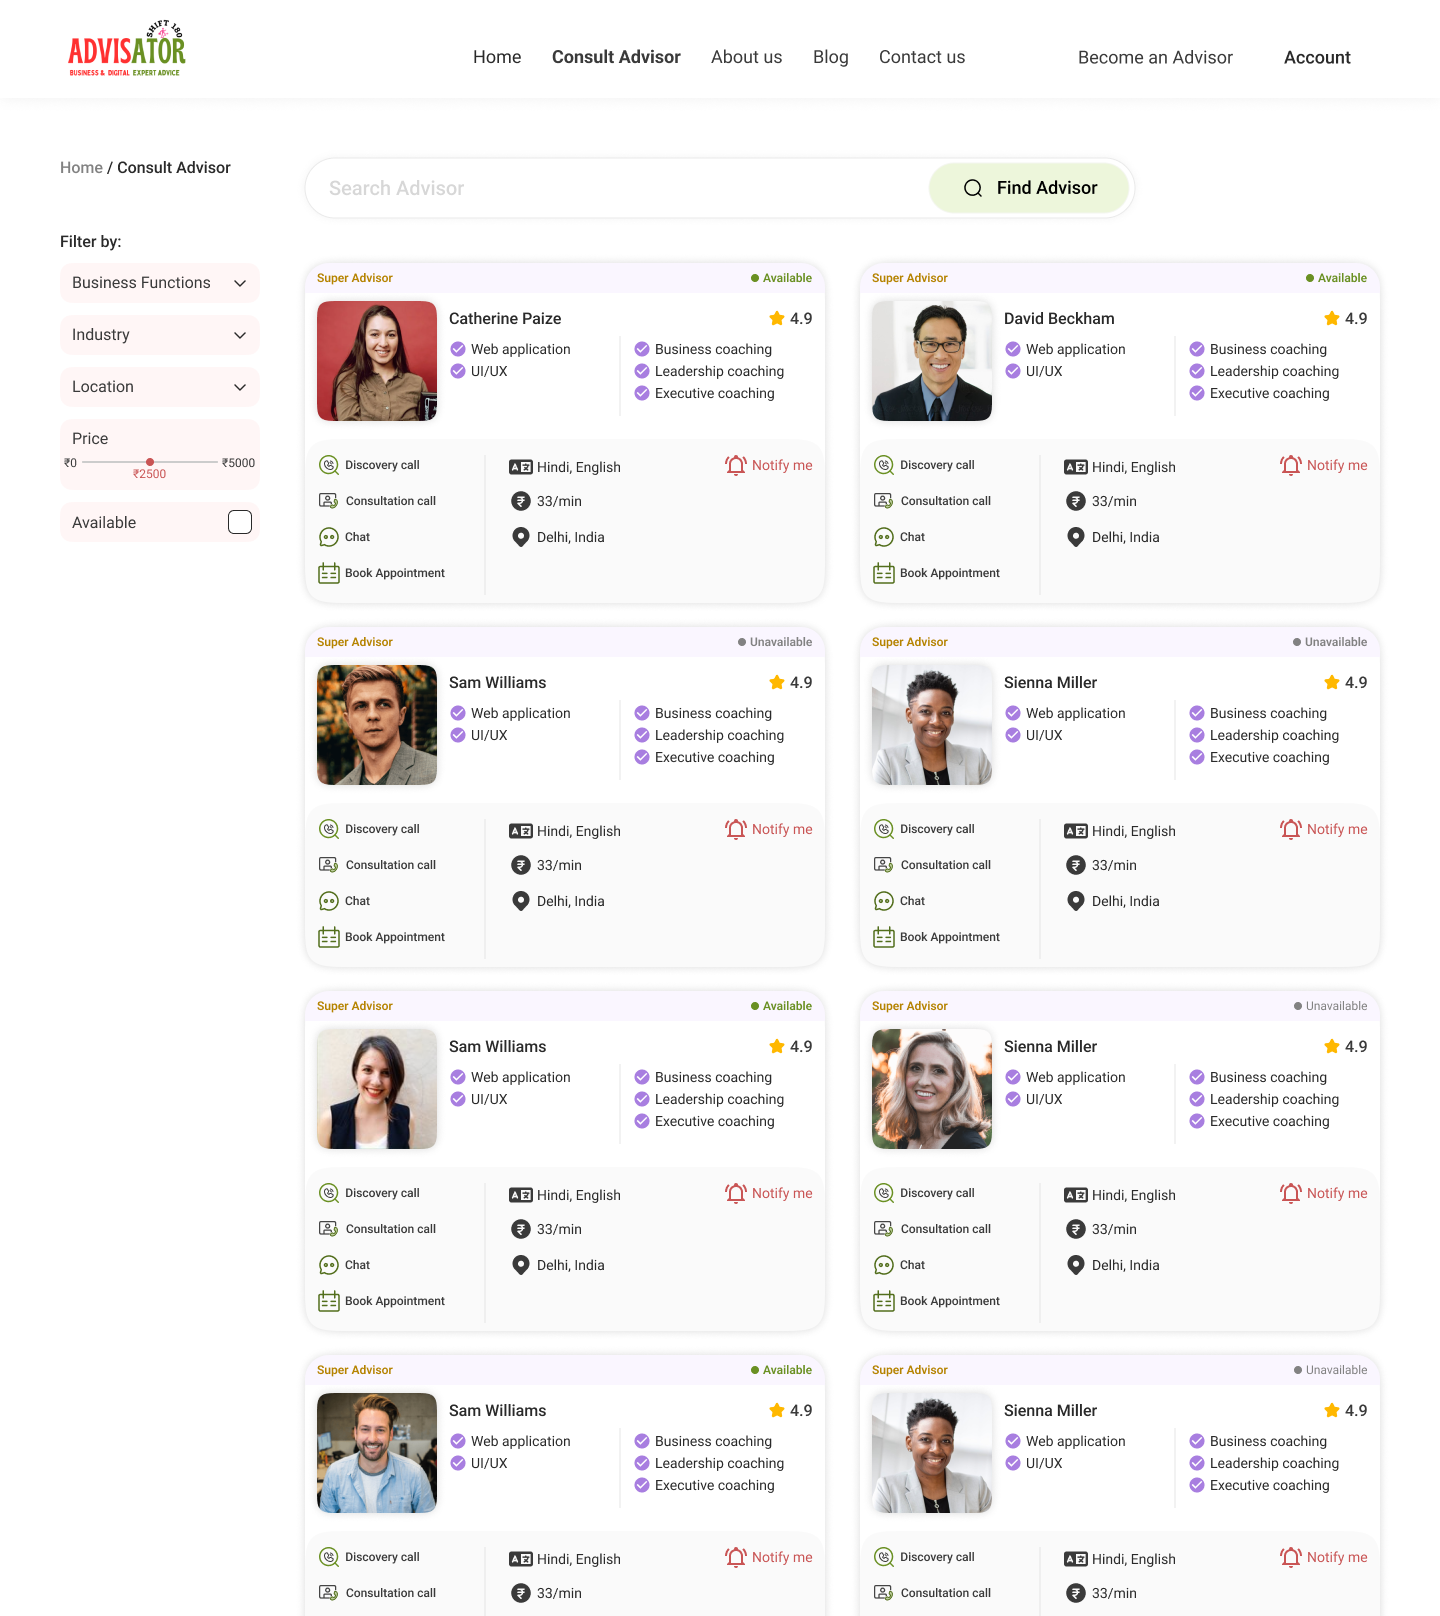 SHIFT 180
ADVISATOR
BUSINESS & DIGITAL EXPERT ADVICE
Home Consult Advisor About us Blog Contact us Become an Advisor Account
Home / Consult Advisor
Search Advisor
Find Advisor
Filter by:
Business Functions
Industry
Location
Price
₹0 ₹5000
₹2500
Available
Super Advisor Available
Catherine Paize 4.9
Web application Business coaching
UI/UX Leadership coaching
Executive coaching
Discovery call Hindi, English Notify me
Consultation call 33/min
Chat Delhi, India
Book Appointment
Super Advisor Available
David Beckham 4.9
Web application Business coaching
UI/UX Leadership coaching
Executive coaching
Discovery call Hindi, English Notify me
Consultation call 33/min
Chat Delhi, India
Book Appointment
Super Advisor Unavailable
Sam Williams 4.9
Web application Business coaching
UI/UX Leadership coaching
Executive coaching
Discovery call Hindi, English Notify me
Consultation call 33/min
Chat Delhi, India
Book Appointment
Super Advisor Unavailable
Sienna Miller 4.9
Web application Business coaching
UI/UX Leadership coaching
Executive coaching
Discovery call Hindi, English Notify me
Consultation call 33/min
Chat Delhi, India
Book Appointment
Super Advisor Available
Sam Williams 4.9
Web application Business coaching
UI/UX Leadership coaching
Executive coaching
Discovery call Hindi, English Notify me
Consultation call 33/min
Chat Delhi, India
Book Appointment
Super Advisor Unavailable
Sienna Miller 4.9
Web application Business coaching
UI/UX Leadership coaching
Executive coaching
Discovery call Hindi, English Notify me
Consultation call 33/min
Chat Delhi, India
Book Appointment
Super Advisor Available
Sam Williams 4.9
Web application Business coaching
UI/UX Leadership coaching
Executive coaching
Discovery call Hindi, English Notify me
Consultation call 33/min
Super Advisor Unavailable
Sienna Miller 4.9
Web application Business coaching
UI/UX Leadership coaching
Executive coaching
Discovery call Hindi, English Notify me
Consultation call 33/min